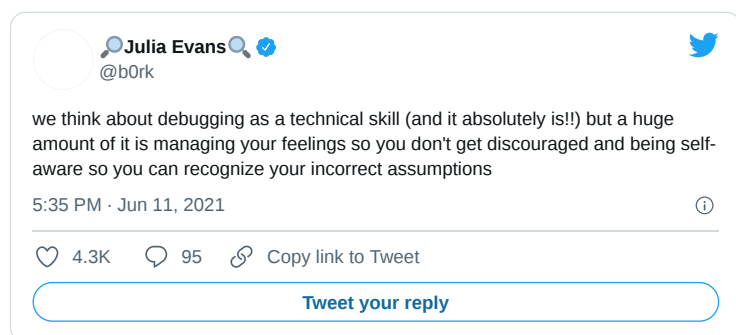 🔎Julia Evans🔍
@b0rk
we think about debugging as a technical skill (and it absolutely is!!) but a huge
amount of it is managing your feelings so you don't get discouraged and being self-
aware so you can recognize your incorrect assumptions
5:35 PM · Jun 11, 2021
4.3K 95 Copy link to Tweet
Tweet your reply